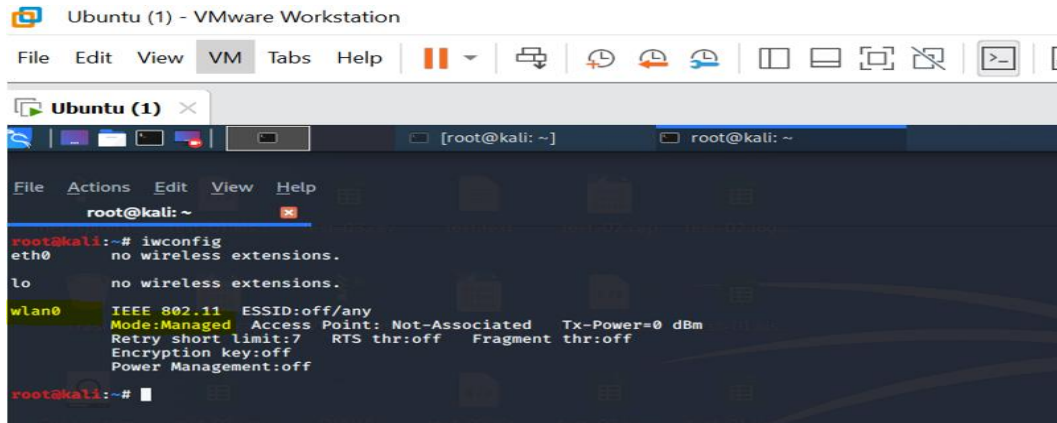 Ubuntu (1) - VMware Workstation
File Edit View VM Tabs Help
Ubuntu (1)
[root@kali: ~] root@kali: ~
File Actions Edit View Help
root@kali: ~
root@kali:~# iwconfig
eth0 no wireless extensions.
lo no wireless extensions.
wlan0 IEEE 802.11 ESSID:off/any
Mode:Managed Access Point: Not-Associated Tx-Power=0 dBm
Retry short limit:7 RTS thr:off Fragment thr:off
Encryption key:off
Power Management:off
root@kali:~#